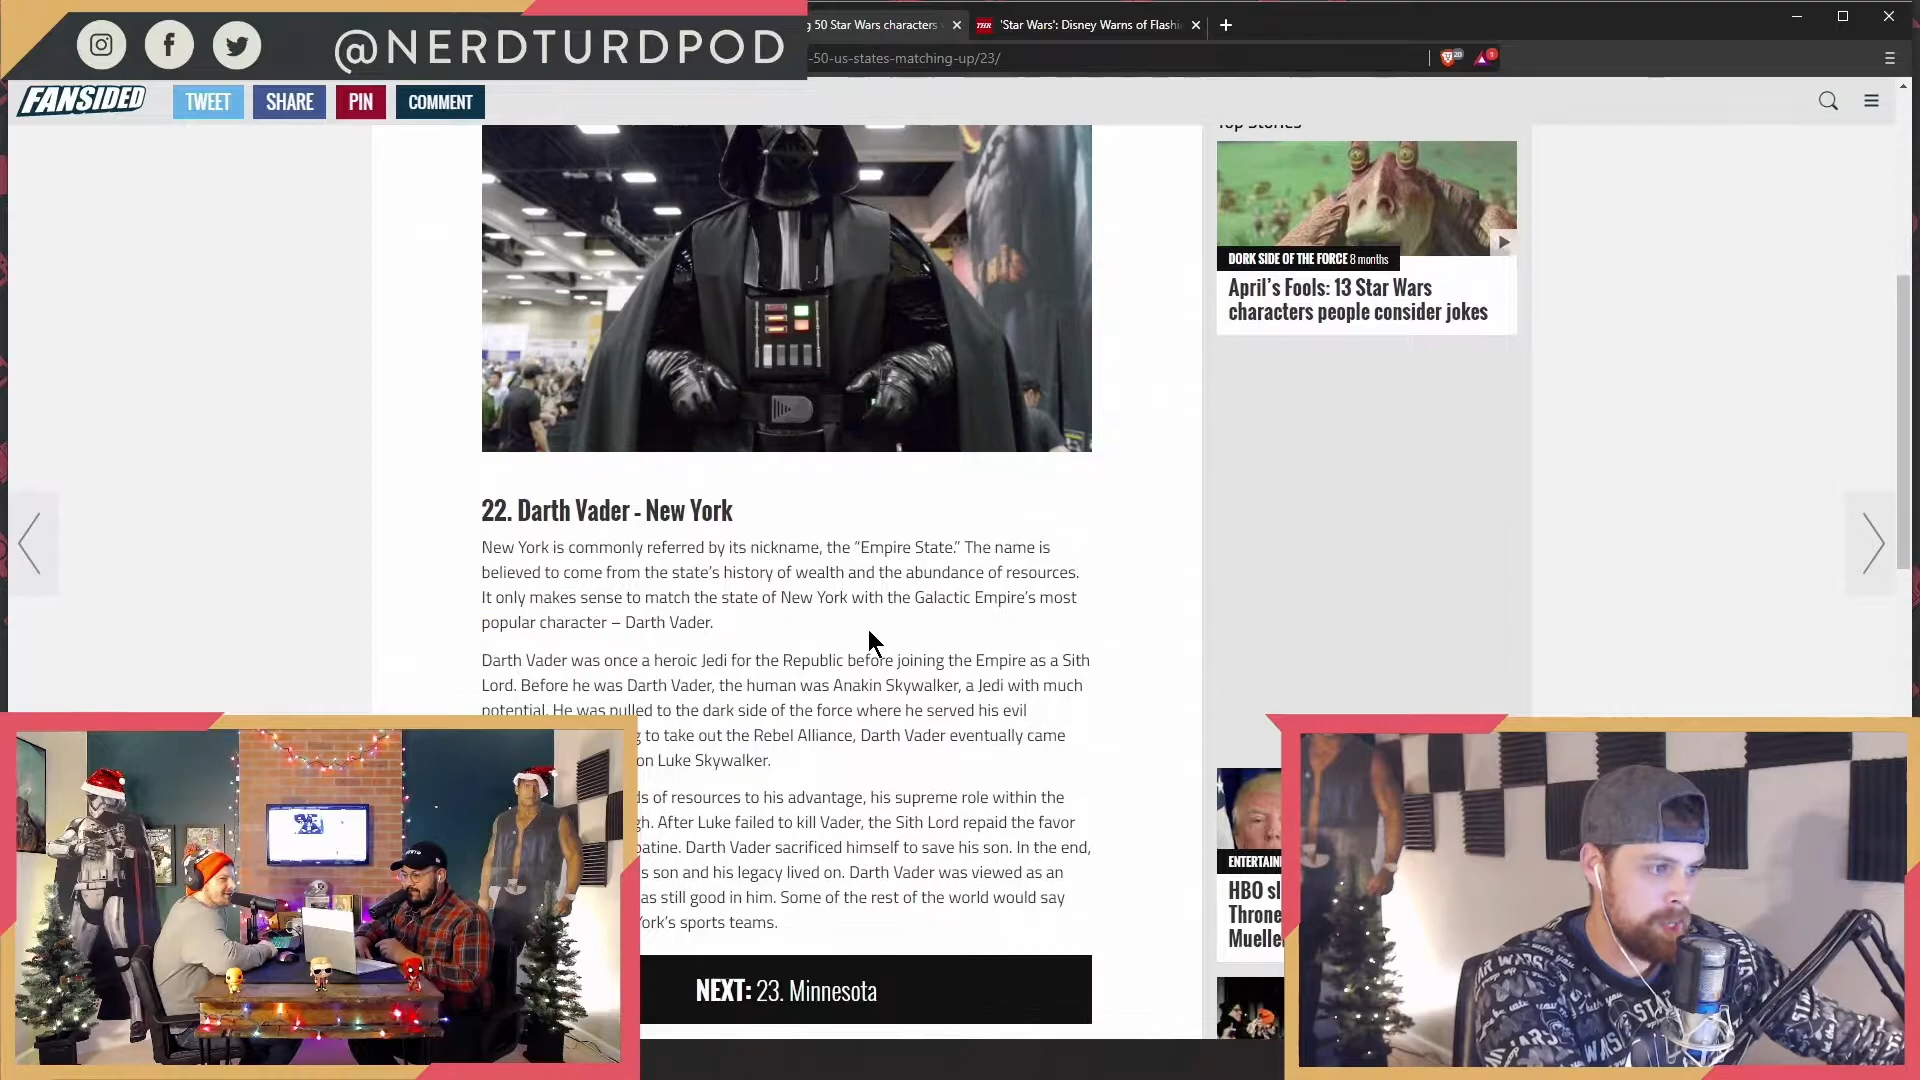 @NERDTURDPOD
50 Star Wars characters
THR 'Star Wars': Disney Warns of Flashi
-50-us-states-matching-up/23/
20
1
FANSIDED
TWEET
SHARE
PIN
COMMENT
Top Stories
DORK SIDE OF THE FORCE 8 months
April's Fools: 13 Star Wars
characters people consider jokes
22. Darth Vader - New York
New York is commonly referred by its nickname, the “Empire State.” The name is
believed to come from the state's history of wealth and the abundance of resources.
It only makes sense to match the state of New York with the Galactic Empire's most
popular character – Darth Vader.
Darth Vader was once a heroic Jedi for the Republic before joining the Empire as a Sith
Lord. Before he was Darth Vader, the human was Anakin Skywalker, a Jedi with much
potential. He was pulled to the dark side of the force where he served his evil
to take out the Rebel Alliance, Darth Vader eventually came
on Luke Skywalker.
of resources to his advantage, his supreme role within the
After Luke failed to kill Vader, the Sith Lord repaid the favor
Darth Vader sacrificed himself to save his son. In the end,
son and his legacy lived on. Darth Vader was viewed as an
still good in him. Some of the rest of the world would say
sports teams.
NEXT: 23. Minnesota
ENTERTAIN
HBO sl
Throne
Muelle
STAR WARS